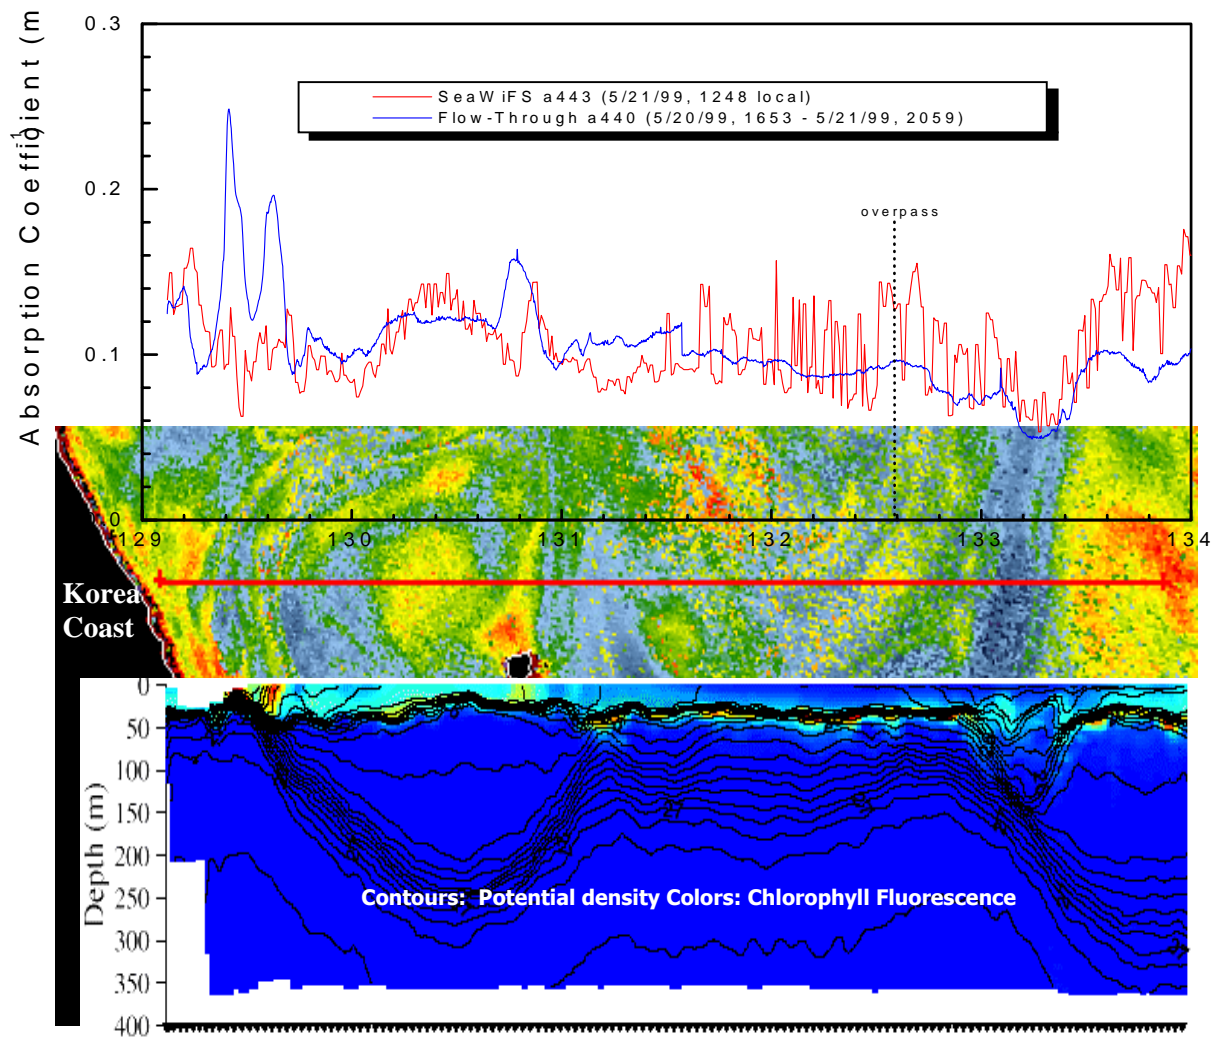 0.3
0.2
0.1
0
Absorption Coefficient (m
-1
SeaWiFS a443 (5/21/99, 1248 local)
Flow-Through a440 (5/20/99, 1653 - 5/21/99, 2059)
overpass
129 130 131 132 133 134
Korea
Coast
0
50
100
150
200
250
300
350
400
Depth (m)
27
Contours: Potential density Colors: Chlorophyll Fluorescence